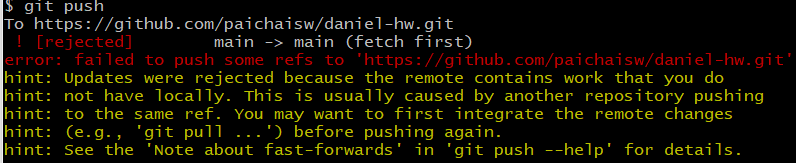 $ git push
To https://github.com/paichaisw/daniel-hw.git
 ! [rejected]        main -> main (fetch first)
error: failed to push some refs to 'https://github.com/paichaisw/daniel-hw.git'
hint: Updates were rejected because the remote contains work that you do
hint: not have locally. This is usually caused by another repository pushing
hint: to the same ref. You may want to first integrate the remote changes
hint: (e.g., 'git pull ...') before pushing again.
hint: See the 'Note about fast-forwards' in 'git push --help' for details.